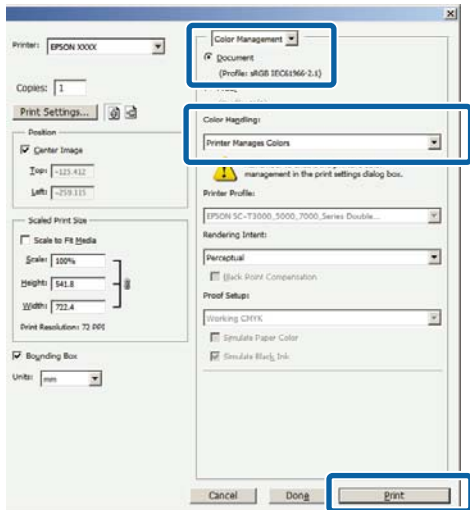 Printer: EPSON XXXX
Copies: 1
Print Settings...
Position
Center Image
Top: -125.412
Left: -259.115
Scaled Print Size
Scale to Fit Media
Scale: 100%
Height: 541.8
Width: 722.4
Print Resolution: 72 PPI
Bounding Box
Units: mm
Color Management
Document
(Profile: sRGB IEC61966-2.1)
Color Handling:
Printer Manages Colors
management in the print settings dialog box.
Printer Profile:
EPSON SC-T3000_5000_7000_Series Double...
Rendering Intent:
Perceptual
Black Point Compensation
Proof Setup:
Working CMYK
Simulate Paper Color
Simulate Black Ink
Cancel
Done
Print